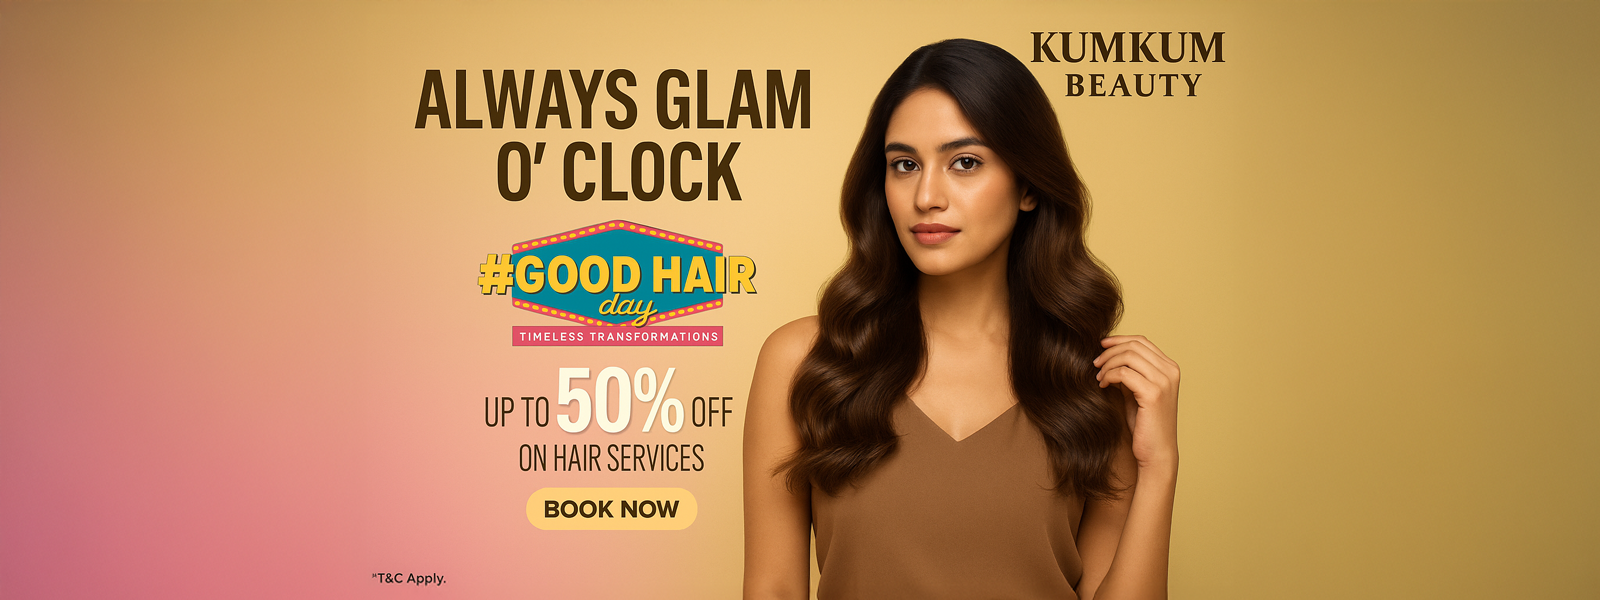 KUMKUM
BEAUTY
ALWAYS GLAM
O' CLOCK
#GOOD HAIR
day
TIMELESS TRANSFORMATIONS
UP TO 50% OFF
ON HAIR SERVICES
BOOK NOW
"T&C Apply.